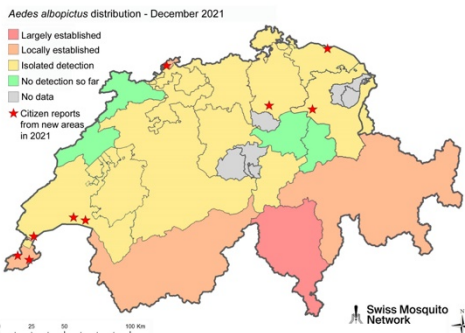 Aedes albopictus distribution - December 2021
Largely established
Locally established
Isolated detection
No detection so far
No data
Citizen reports
from new areas
in 2021
25 50 100 Km
Swiss Mosquito
Network